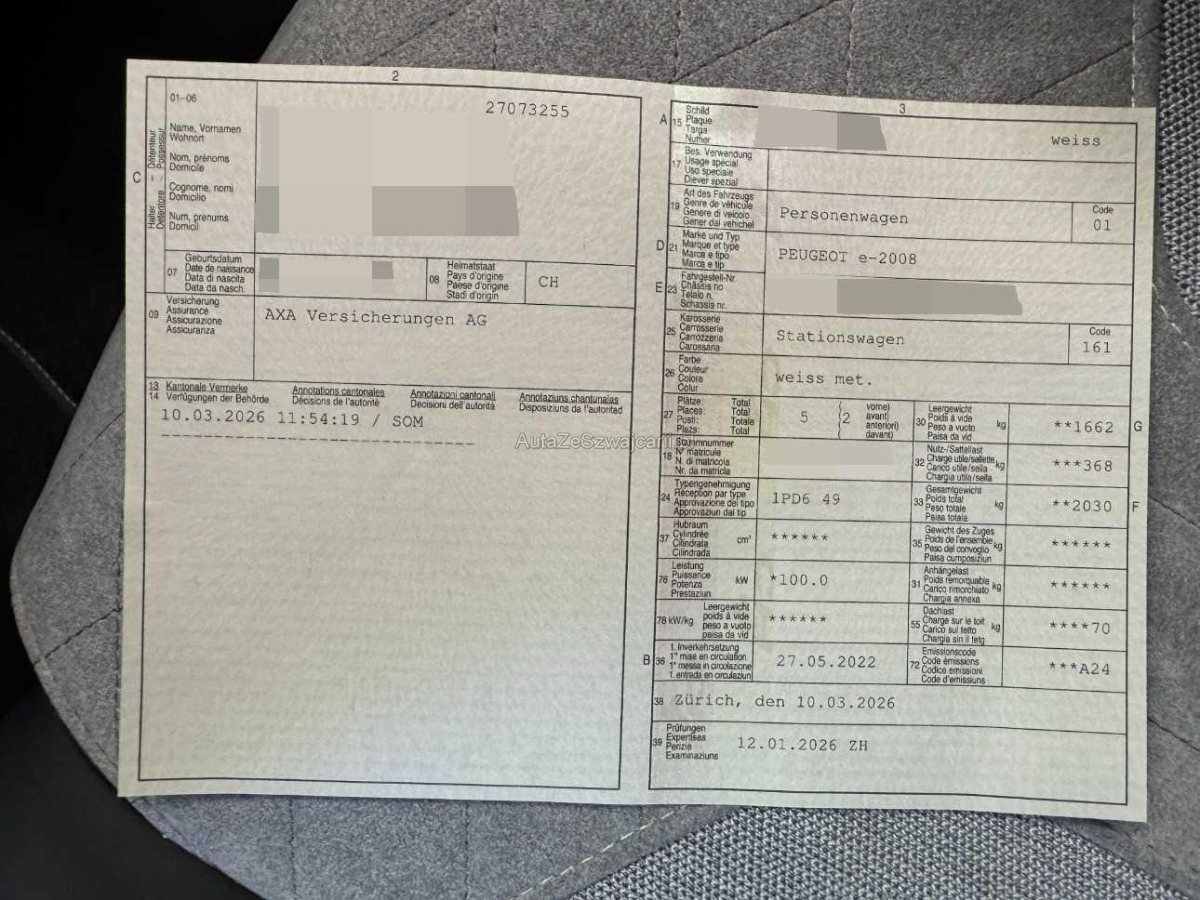 2
01-06
27073255
Halter – Détenteur
Detentore – Possessur
C
Name, Vornamen
Wohnort
Nom, prénoms
Domicile
Cognome, nomi
Domicilio
Num, prenums
Domicil
07
Geburtsdatum
Date de naissance
Data di nascita
Data da nasch.
08
Heimatstaat
Pays d'origine
Paese d'origine
Stadi d'origin
CH
09
Versicherung
Assurance
Assicurazione
Assicuranza
AXA Versicherungen AG
13 Kantonale Vermerke Annotations cantonales Annotazioni cantonali Annotaziuns chantunalas
14 Verfügungen der Behörde Décisions de l'autorité Decisioni dell'autorità Disposiziuns da l'autoritad
10.03.2026 11:54:19 / SOM
AutaZeSzwajcarii
3
A 15
Schild
Plaque
Targa
Numer
weiss
17
Bes. Verwendung
Usage spécial
Uso speciale
Diever spezial
19
Art des Fahrzeugs
Genre de véhicule
Genere di veicolo
Gener dal vehichel
Personenwagen
Code
01
D 21
Marke und Typ
Marque et type
Marca e tipo
Marca e tip
PEUGEOT e-2008
E 23
Fahrgestell-Nr.
Châssis no
Telaio n.
Schassis nr.
25
Karosserie
Carrosserie
Carrozzeria
Carossaria
Stationswagen
Code
161
26
Farbe
Couleur
Colore
Colur
weiss met.
27
Plätze: Total
Places: Total
Posti: Totale
Plazs: Total
5
2
vorne)
avant)
anteriori)
davant)
30
Leergewicht
Poids à vide
Peso a vuoto
Paisa da vid
kg
**1662
G
18
Stammnummer
N° matricule
N. di matricola
Nr. da matricla
32
Nutz-/Sattellast
Charge utile/sellette
Carico utile/sella
Chargia utila/sella
kg
***368
24
Typengenehmigung
Réception par type
Approvazione del tipo
Approvaziun dal tip
1PD6 49
33
Gesamtgewicht
Poids total
Peso totale
Paisa totala
kg
**2030
F
37
Hubraum
Cylindrée
Cilindrata
Cilindrada
cm³
******
35
Gewicht des Zuges
Poids de l'ensemble
Peso del convoglio
Paisa cumposiziun
kg
******
76
Leistung
Puissance
Potenza
Prestaziun
kW
*100.0
31
Anhängelast
Poids remorquable
Carico rimorchiato
Chargia annexa
kg
******
78 kW/kg
Leergewicht
poids à vide
peso a vuoto
paisa da vid
******
55
Dachlast
Charge sur le toit
Carico sul tetto
Chargia sin il tetg
kg
****70
B 36
1. Inverkehrsetzung
1re mise en circulation
1a messa in circolazione
1. entrada en circulaziun
27.05.2022
72
Emissionscode
Code émissions
Codice emissioni
Code d'emissiuns
***A24
38 Zürich, den 10.03.2026
39
Prüfungen
Expertises
Perizie
Examinaziuns
12.01.2026 ZH